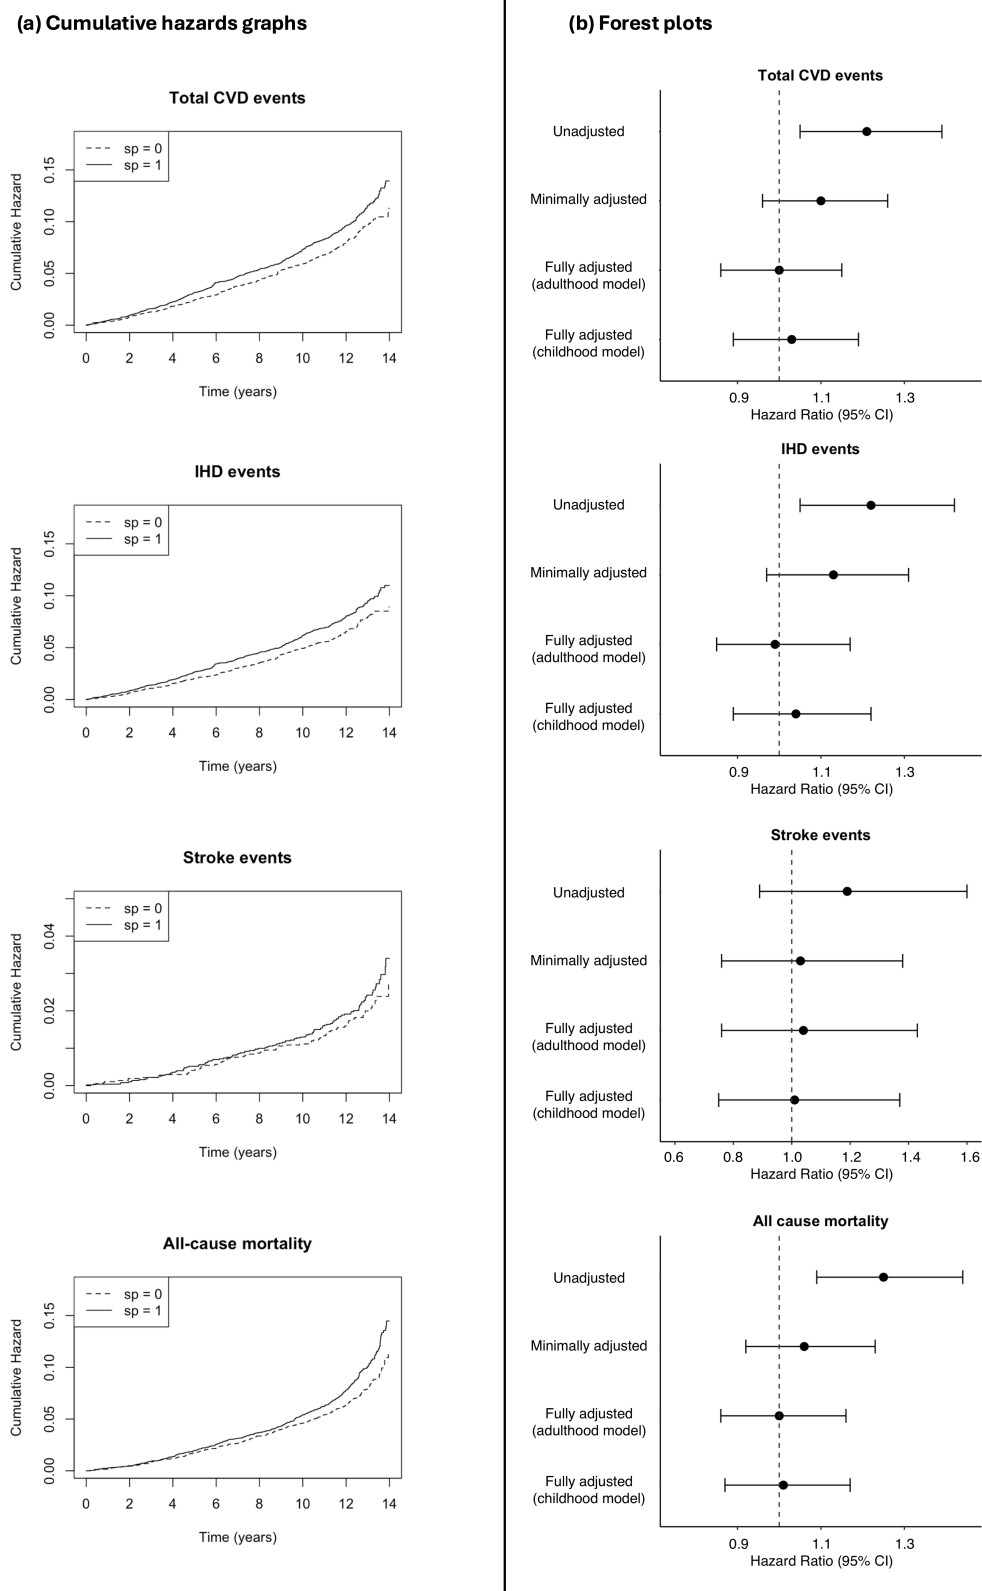 (a) Cumulative hazards graphs
Total CVD events
sp = 0
sp = 1
Cumulative Hazard
0.00 0.05 0.10 0.15
0 2 4 6 8 10 12 14
Time (years)
IHD events
sp = 0
sp = 1
Cumulative Hazard
0.00 0.05 0.10 0.15
0 2 4 6 8 10 12 14
Time (years)
Stroke events
sp = 0
sp = 1
Cumulative Hazard
0.00 0.02 0.04
0 2 4 6 8 10 12 14
Time (years)
All-cause mortality
sp = 0
sp = 1
Cumulative Hazard
0.00 0.05 0.10 0.15
0 2 4 6 8 10 12 14
Time (years)
(b) Forest plots
Total CVD events
Unadjusted
Minimally adjusted
Fully adjusted
(adulthood model)
Fully adjusted
(childhood model)
0.9 1.1 1.3
Hazard Ratio (95% CI)
IHD events
Unadjusted
Minimally adjusted
Fully adjusted
(adulthood model)
Fully adjusted
(childhood model)
0.9 1.1 1.3
Hazard Ratio (95% CI)
Stroke events
Unadjusted
Minimally adjusted
Fully adjusted
(adulthood model)
Fully adjusted
(childhood model)
0.6 0.8 1.0 1.2 1.4 1.6
Hazard Ratio (95% CI)
All cause mortality
Unadjusted
Minimally adjusted
Fully adjusted
(adulthood model)
Fully adjusted
(childhood model)
0.9 1.1 1.3
Hazard Ratio (95% CI)